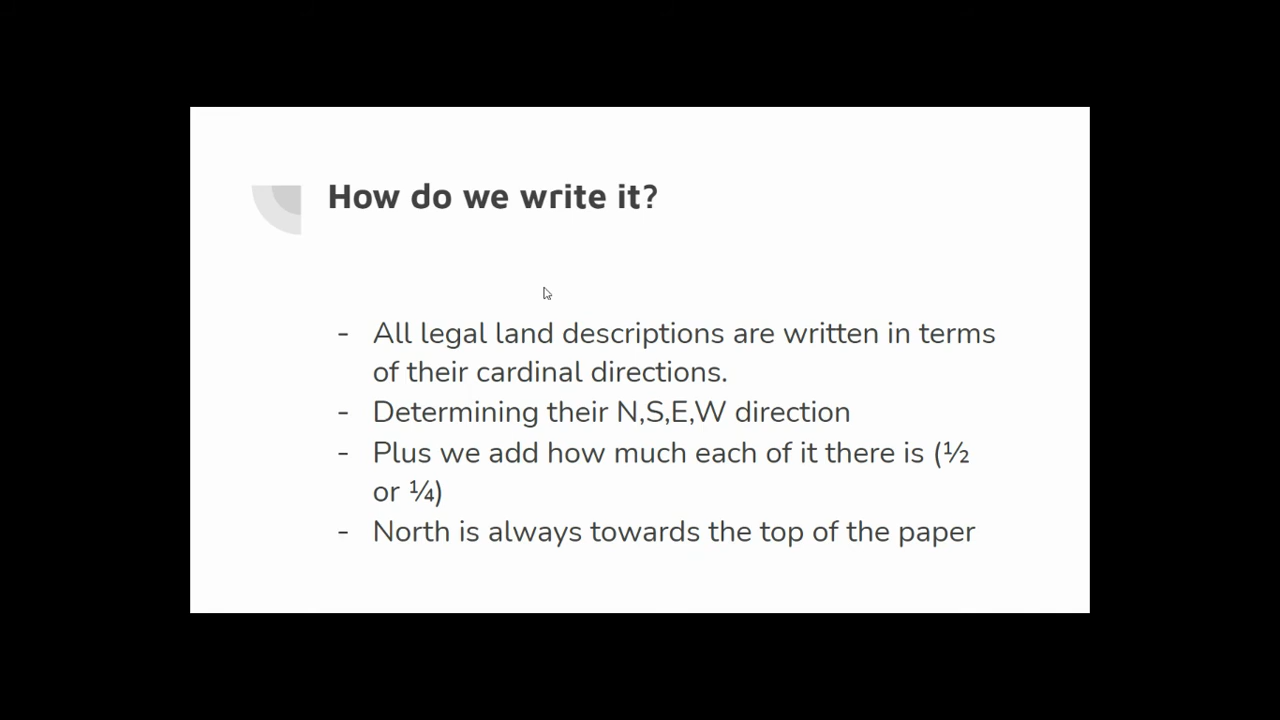 How do we write it?
- All legal land descriptions are written in terms
of their cardinal directions.
- Determining their N,S,E,W direction
- Plus we add how much each of it there is (½
or ¼)
- North is always towards the top of the paper